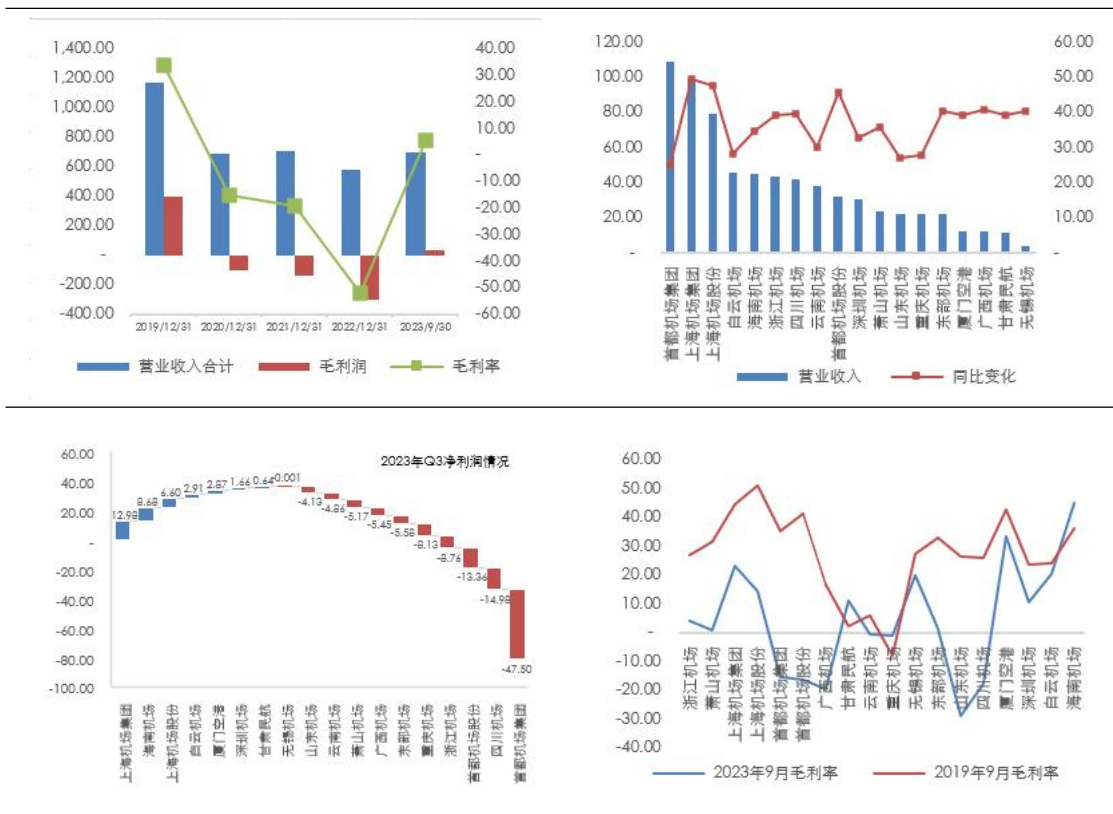 1,400.00
1,200.00
1,000.00
800.00
600.00
400.00
200.00
-
-200.00
-400.00
40.00
30.00
20.00
10.00
-
-10.00
-20.00
-30.00
-40.00
-50.00
-60.00
2019/12/31 2020/12/31 2021/12/31 2022/12/31 2023/9/30
营业收入合计 毛利润 毛利率
120.00
100.00
80.00
60.00
40.00
20.00
-
60.00
50.00
40.00
30.00
20.00
10.00
-
首都机场集团
上海机场集团
上海机场股份
白云机场
海南机场
浙江机场
四川机场
云南机场
首都机场股份
深圳机场
萧山机场
山东机场
重庆机场
东部机场
厦门空港
广西机场
甘肃民航
无锡机场
营业收入 同比变化
2023年Q3净利润情况
60.00
40.00
20.00
-
-20.00
-40.00
-60.00
-80.00
-100.00
12.98
8.68
6.60
2.91
2.87
1.66
0.64
-0.001
-4.13
-4.86
-5.17
-5.45
-5.58
-8.13
-8.76
-13.36
-14.98
-47.50
上海机场集团
海南机场
上海机场股份
白云机场
厦门空港
深圳机场
甘肃民航
无锡机场
山东机场
云南机场
萧山机场
广西机场
东部机场
重庆机场
浙江机场
首都机场股份
四川机场
首都机场集团
60.00
50.00
40.00
30.00
20.00
10.00
-
-10.00
-20.00
-30.00
-40.00
浙江机场
萧山机场
上海机场集团
上海机场股份
首都机场集团
首都机场股份
广西机场
甘肃民航
云南机场
重庆机场
无锡机场
东部机场
山东机场
四川机场
厦门空港
深圳机场
白云机场
海南机场
2023年9月毛利率 2019年9月毛利率